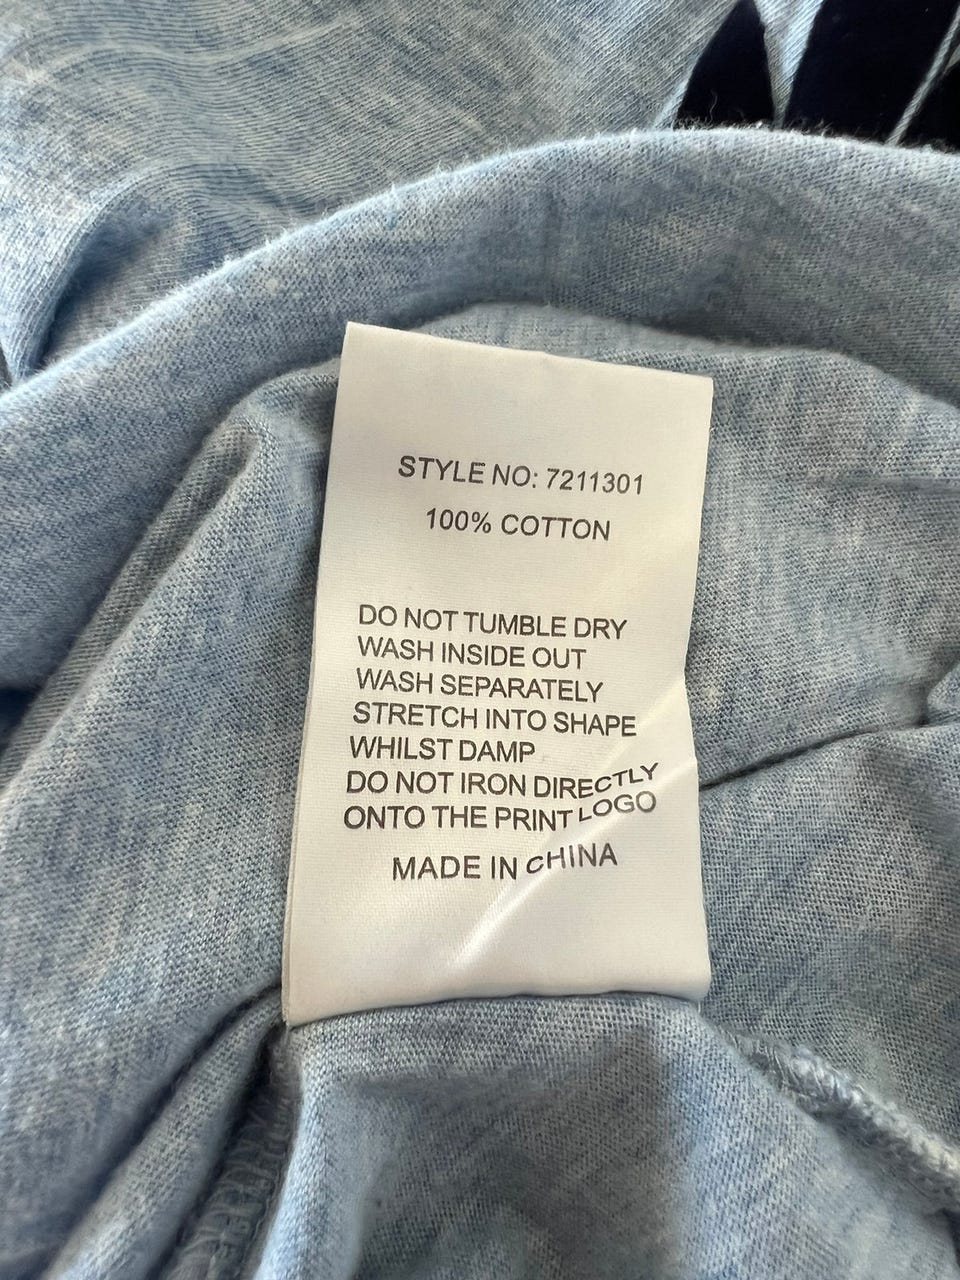 STYLE NO: 7211301
100% COTTON
DO NOT TUMBLE DRY
WASH INSIDE OUT
WASH SEPARATELY
STRETCH INTO SHAPE
WHILST DAMP
DO NOT IRON DIRECTLY
ONTO THE PRINT LOGO
MADE IN CHINA